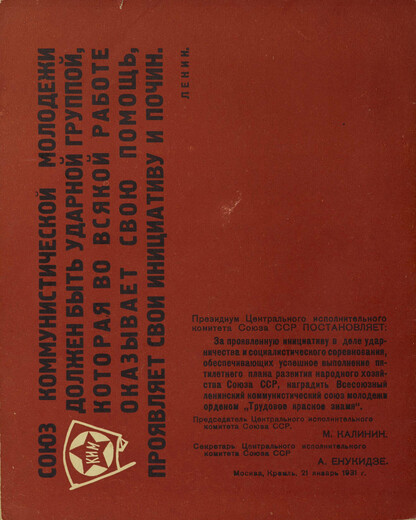 СОЮЗ КОММУНИСТИЧЕСКОЙ МОЛОДЕЖИ
ДОЛЖЕН БЫТЬ УДАРНОЙ ГРУППОЙ,
КОТОРАЯ ВО ВСЯКОЙ РАБОТЕ
ОКАЗЫВАЕТ СВОЮ ПОМОЩЬ,
ПРОЯВЛЯЕТ СВОЙ ИНИЦИАТИВУ И ПОЧИН.
ЛЕНИН.
КИМ
Президиум Центрального исполнительного
комитета Союза ССР ПОСТАНОВЛЯЕТ:
За проявленную инициативу в деле удар-
ничества и социалистического соревнования,
обеспечивающих успешное выполнение пя-
тилетнего плана развития народного хозяй-
ства Союза ССР, наградить Всесоюзный
ленинский коммунистический союз молодежи
орденом „Трудовое красное знамя".
Председатель Центрального исполнительного
комитета Союза ССР
М. КАЛИНИН.
Секретарь Центрального исполнительного
комитета Союза ССР
А. ЕНУКИДЗЕ.
Москва, Кремль, 21 январь 1931 г.